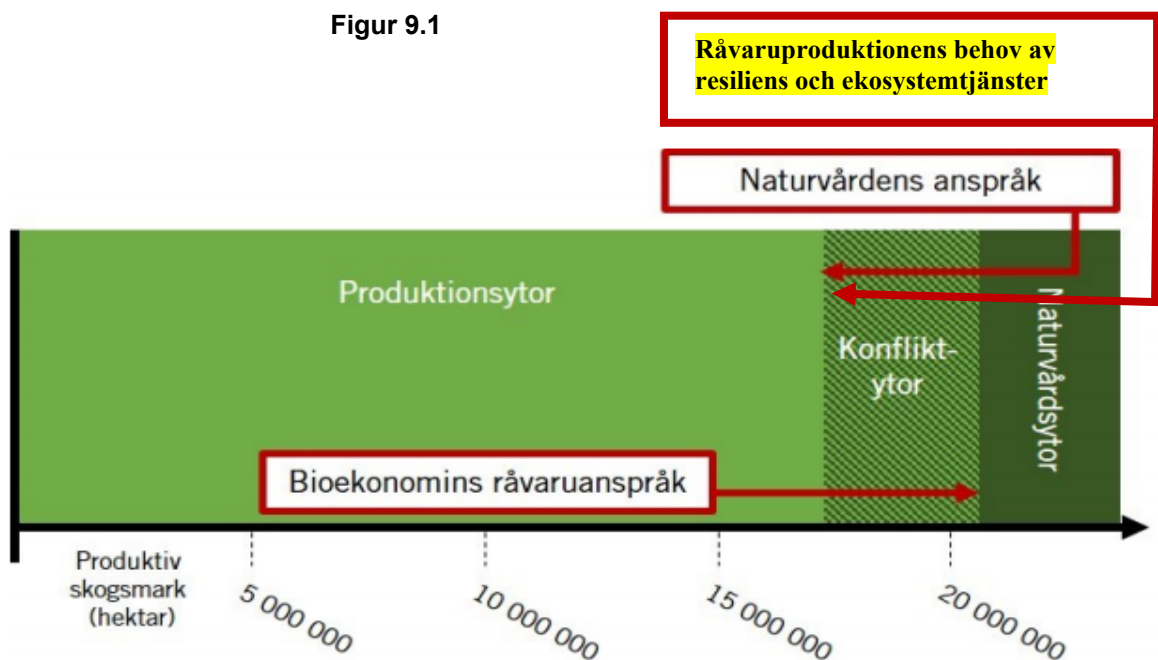 Figur 9.1
Råvaruproduktionens behov av
resiliens och ekosystemtjänster
Naturvårdens anspråk
Produktionsytor
Konflikt-
ytor
Naturvårdsytor
Bioekonomins råvaruanspråk
Produktiv
skogsmark
(hektar)
5 000 000
10 000 000
15 000 000
20 000 000